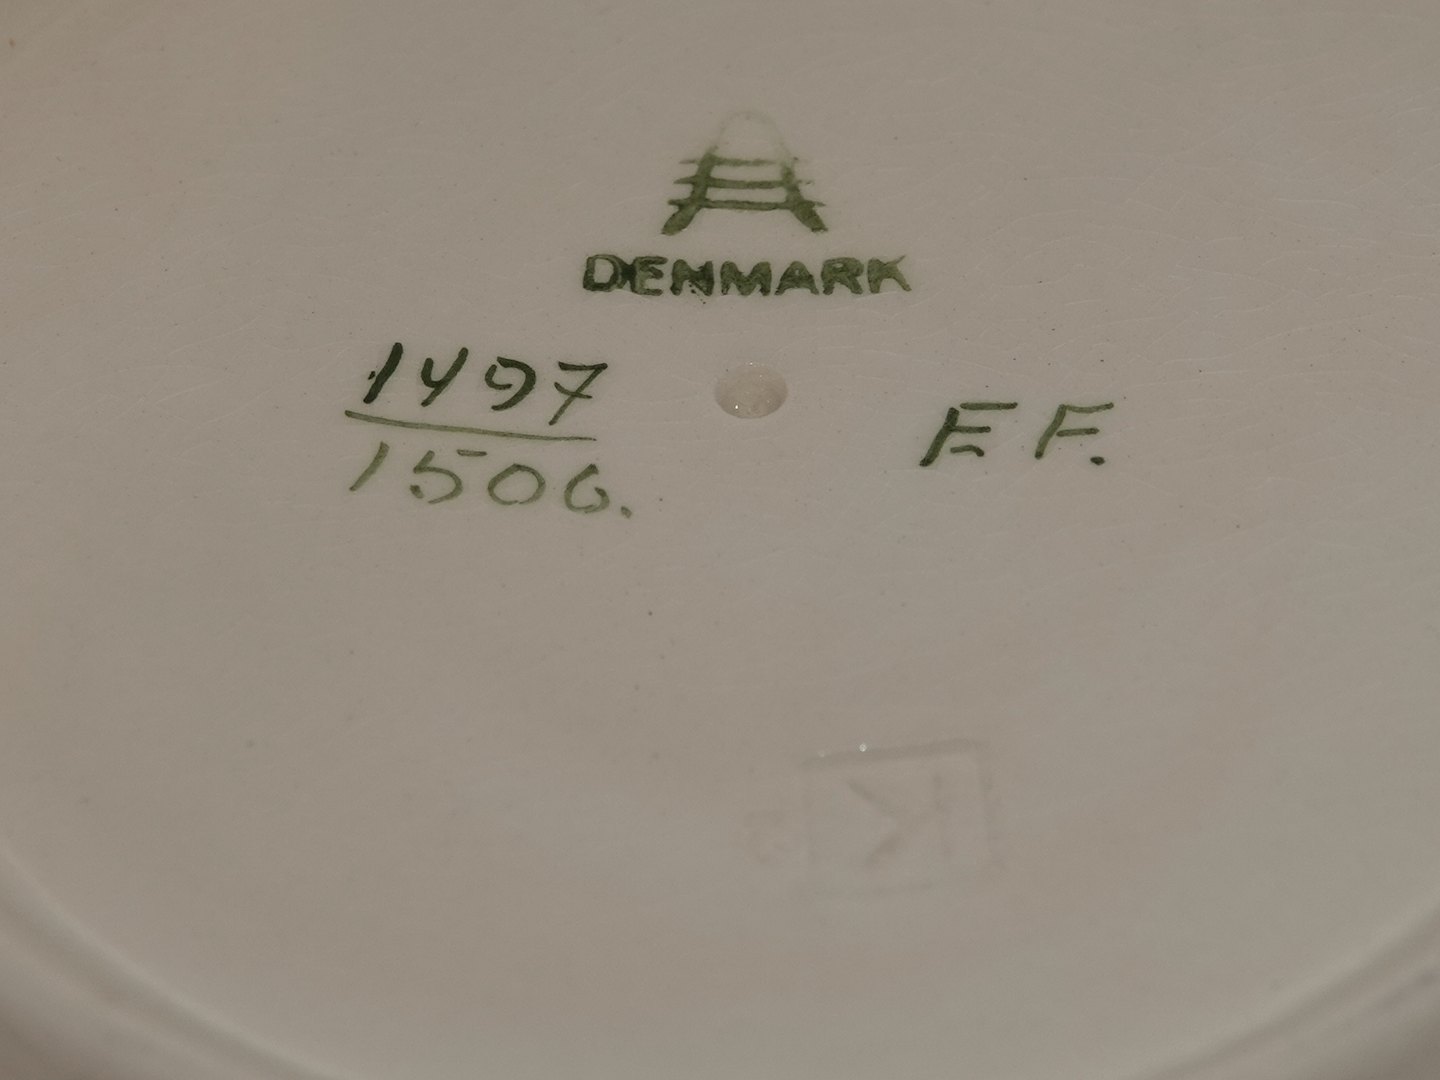 DENMARK
1497
1506.
E F.
K